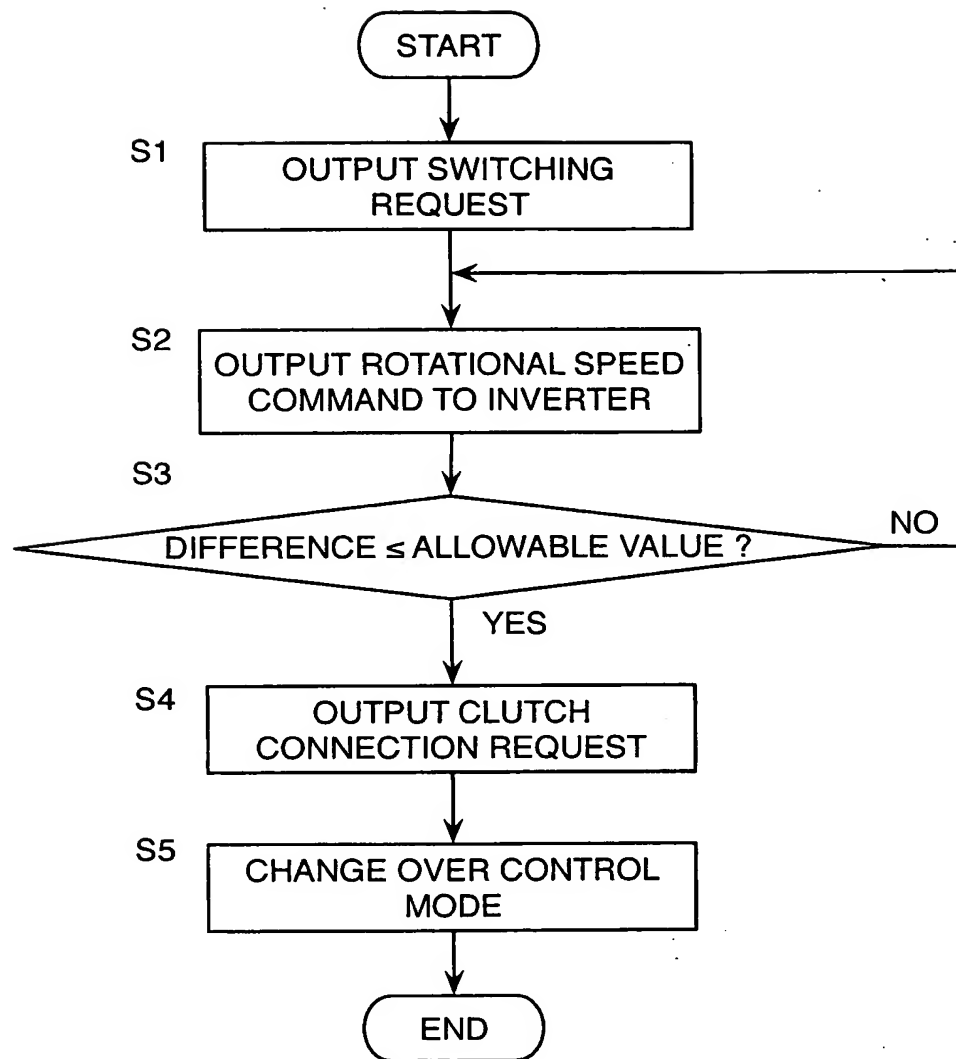 START
S1
OUTPUT SWITCHING
REQUEST
S2
OUTPUT ROTATIONAL SPEED
COMMAND TO INVERTER
S3
DIFFERENCE ≤ ALLOWABLE VALUE ?
NO
YES
S4
OUTPUT CLUTCH
CONNECTION REQUEST
S5
CHANGE OVER CONTROL
MODE
END